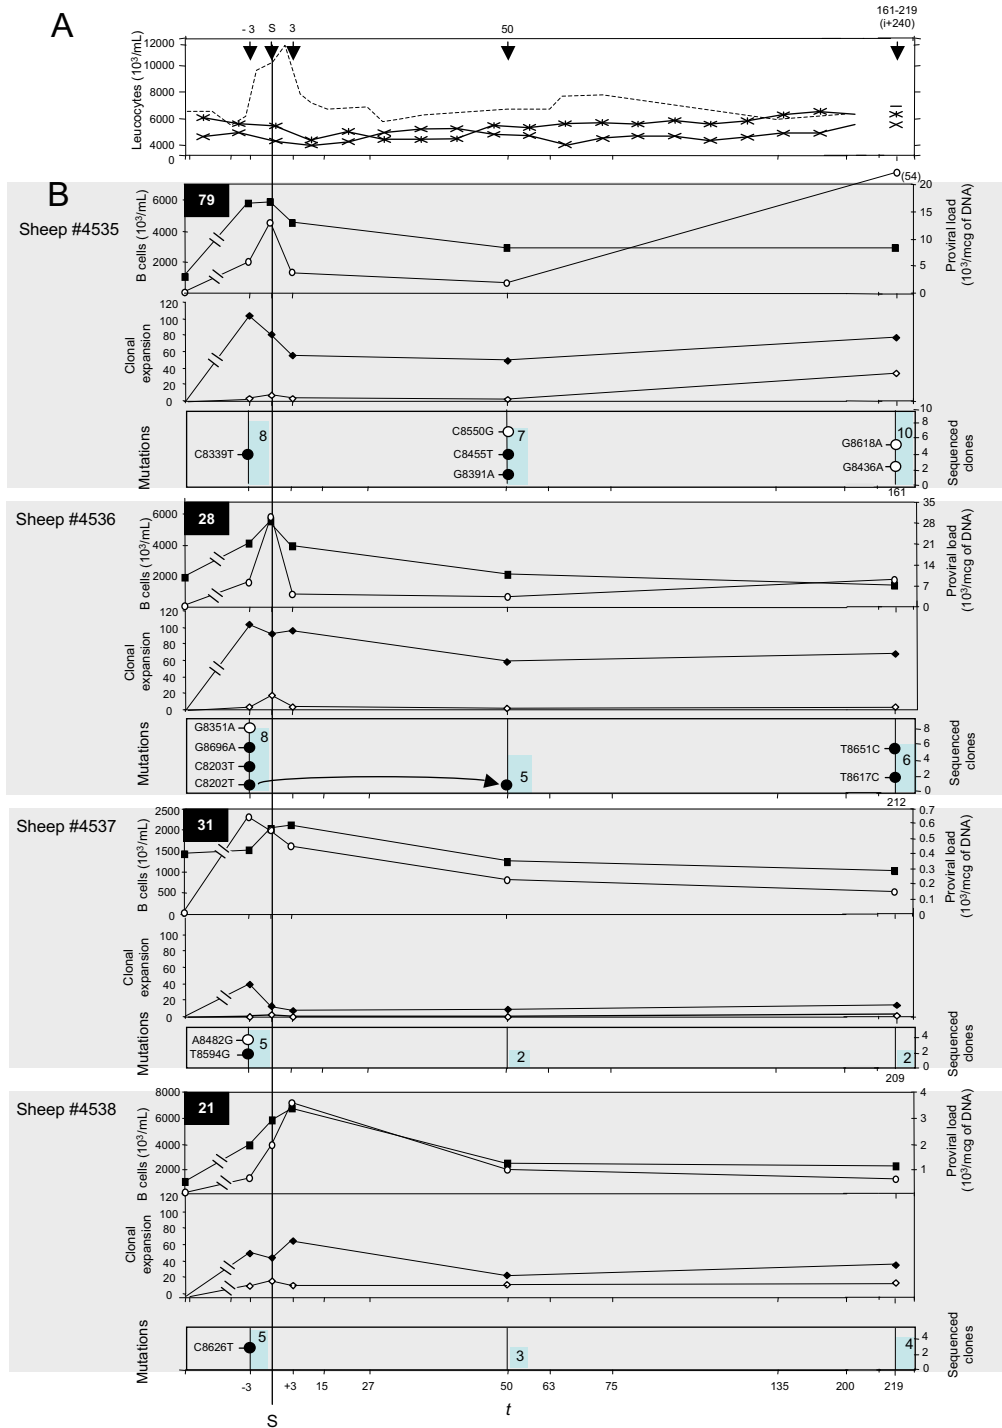 A
- 3
S
3
50
161-219
(i+240)
Leucocytes (10³/mL)
12000
10000
8000
6000
4000
0
B
Sheep #4535
79
(54)
B cells (10³/mL)
6000
4000
2000
20
15
10
5
0
Proviral load
(10³/mcg of DNA)
Clonal
expansion
120
100
80
60
40
20
0
Mutations
C8339T
8
C8550G
C8455T
G8391A
7
G8618A
G8436A
10
10
8
6
4
2
0
Sequenced
clones
161
Sheep #4536
28
B cells (10³/mL)
6000
4000
2000
35
28
21
14
7
0
Proviral load
(10³/mcg of DNA)
Clonal
expansion
120
100
80
60
40
20
0
Mutations
G8351A
G8696A
C8203T
C8202T
8
5
T8651C
T8617C
6
8
6
4
2
0
Sequenced
clones
212
Sheep #4537
31
B cells (10³/mL)
2500
2000
1500
1000
500
0
0.7
0.6
0.5
0.4
0.3
0.2
0.1
0
Proviral load
(10³/mcg of DNA)
Clonal
expansion
100
80
60
40
20
0
Mutations
A8482G
T8594G
5
2
2
4
2
0
Sequenced
clones
209
Sheep #4538
21
B cells (10³/mL)
8000
6000
4000
2000
4
3
2
1
Proviral load
(10³/mcg of DNA)
Clonal
expansion
120
100
80
60
40
20
0
Mutations
C8626T
5
3
4
4
2
0
Sequenced
clones
-3
+3
15
27
50
63
75
135
200
219
S
t